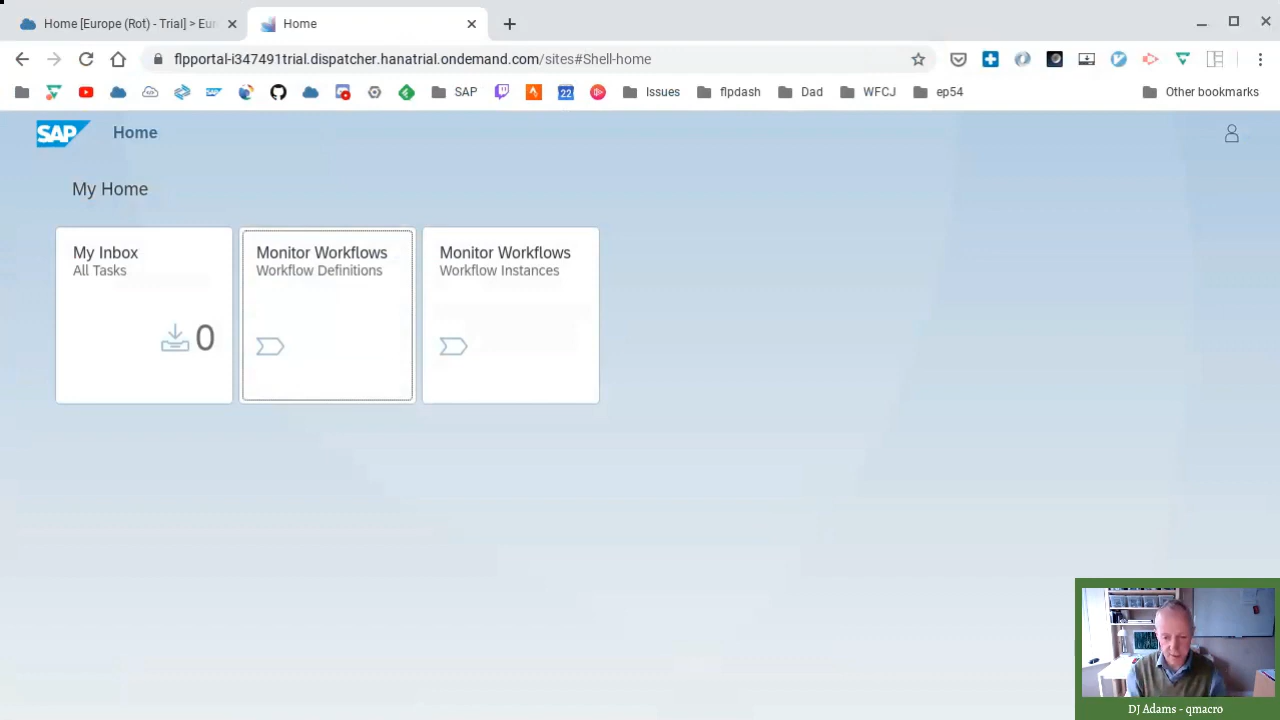 Home [Europe (Rot) - Trial] > Eur
Home
flpportal-i347491trial.dispatcher.hanatrial.ondemand.com/sites#Shell-home
22
SAP
Issues
flpdash
Dad
WFCJ
ep54
Other bookmarks
SAP
Home
My Home
My Inbox
All Tasks
0
Monitor Workflows
Workflow Definitions
Monitor Workflows
Workflow Instances
DJ Adams - qmacro